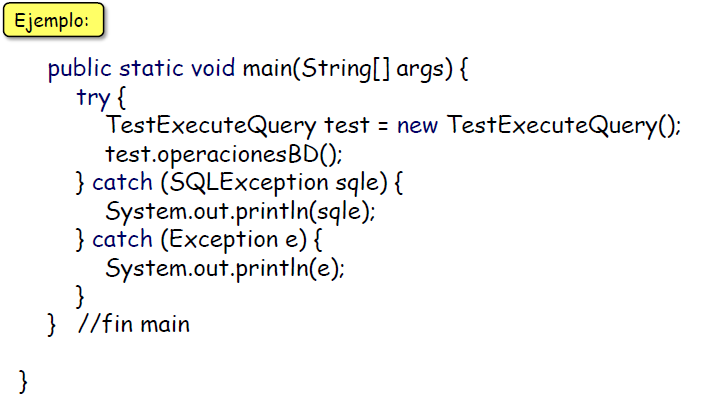 Ejemplo:
public static void main(String[] args) {
try {
TestExecuteQuery test = new TestExecuteQuery();
test.operacionesBD();
} catch (SQLException sqle) {
System.out.println(sqle);
} catch (Exception e) {
System.out.println(e);
}
} //fin main
}